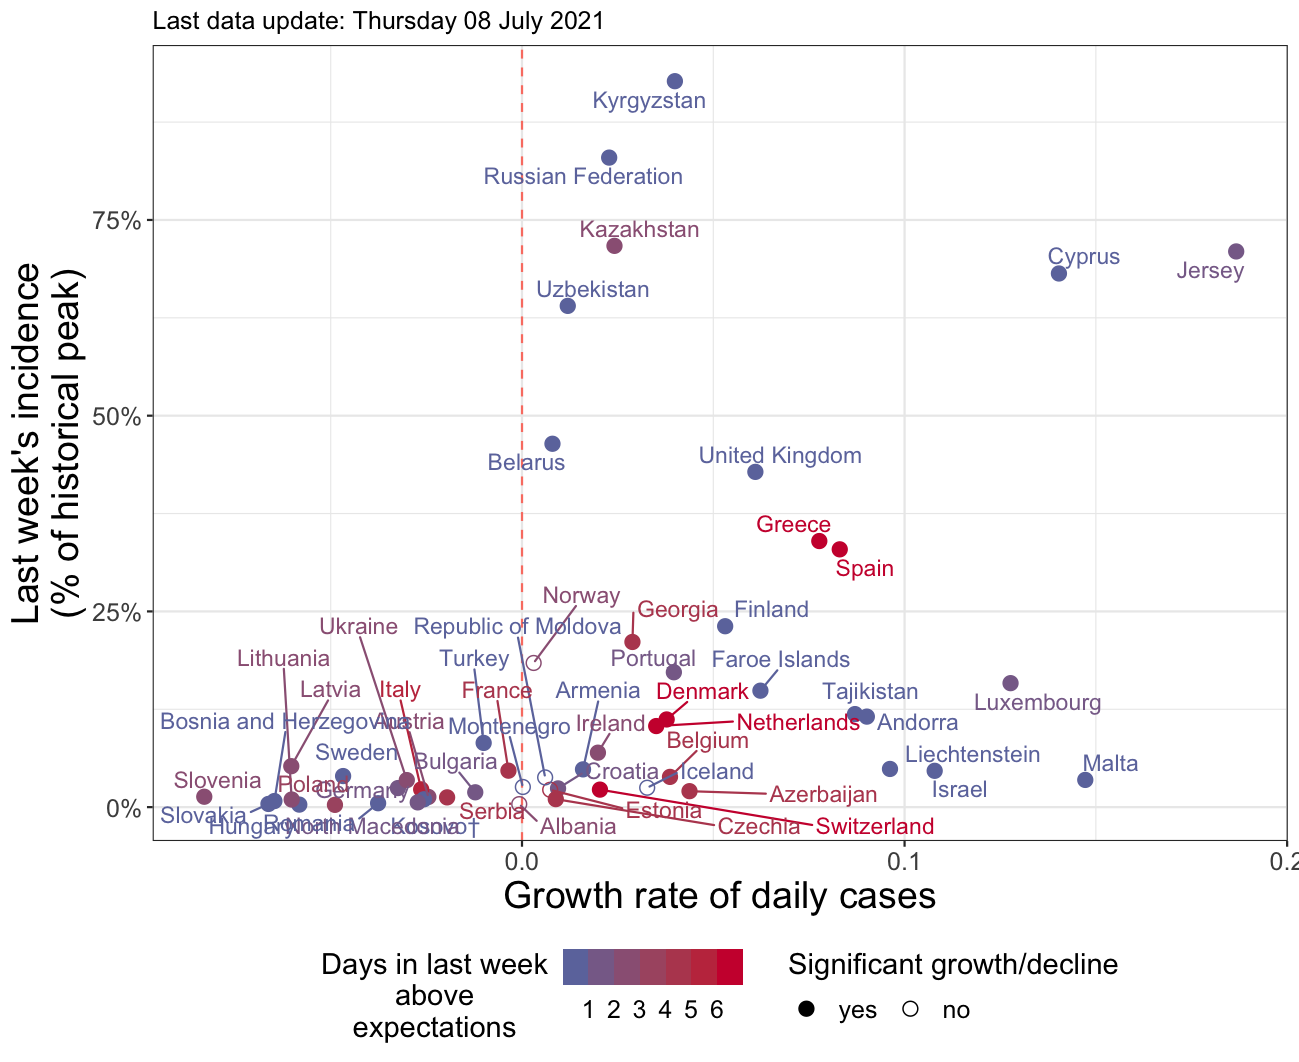 Last data update: Thursday 08 July 2021
Last week's incidence
(% of historical peak)
75%
50%
25%
0%
Kyrgyzstan
Russian Federation
Kazakhstan
Cyprus
Jersey
Uzbekistan
Belarus
United Kingdom
Greece
Spain
Norway
Georgia
Finland
Ukraine
Republic of Moldova
Lithuania
Turkey
Portugal
Faroe Islands
Latvia
Italy
France
Armenia
Denmark
Tajikistan
Luxembourg
Bosnia and Herzegovina
Austria
Montenegro
Ireland
Netherlands
Andorra
Belgium
Sweden
Bulgaria
Croatia
Iceland
Liechtenstein
Malta
Slovenia
Poland
Germany
Israel
Azerbaijan
Slovakia
Serbia
Estonia
Hungary
Romania
North Macedonia
Kosovo†
Albania
Czechia
Switzerland
0.0
0.1
0.2
Growth rate of daily cases
Days in last week
above
expectations
1 2 3 4 5 6
Significant growth/decline
yes
no